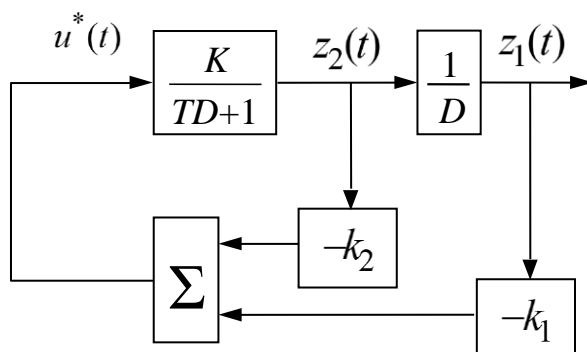 u*(t)
K
TD+1
z₂(t)
1
D
z₁(t)
Σ
−k₂
−k₁